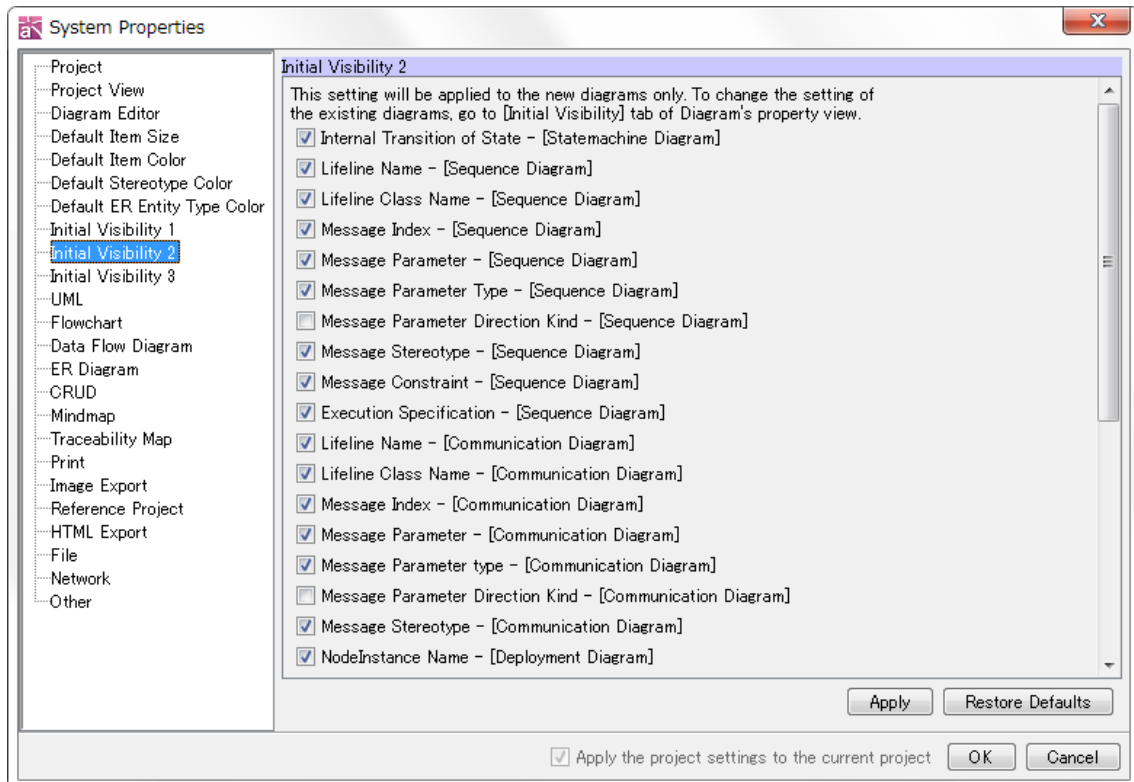 System Properties
Project
Project View
Diagram Editor
Default Item Size
Default Item Color
Default Stereotype Color
Default ER Entity Type Color
Initial Visibility 1
Initial Visibility 2
Initial Visibility 3
UML
Flowchart
Data Flow Diagram
ER Diagram
CRUD
Mindmap
Traceability Map
Print
Image Export
Reference Project
HTML Export
File
Network
Other
Initial Visibility 2
This setting will be applied to the new diagrams only. To change the setting of
the existing diagrams, go to [Initial Visibility] tab of Diagram's property view.
Internal Transition of State - [Statemachine Diagram]
Lifeline Name - [Sequence Diagram]
Lifeline Class Name - [Sequence Diagram]
Message Index - [Sequence Diagram]
Message Parameter - [Sequence Diagram]
Message Parameter Type - [Sequence Diagram]
Message Parameter Direction Kind - [Sequence Diagram]
Message Stereotype - [Sequence Diagram]
Message Constraint - [Sequence Diagram]
Execution Specification - [Sequence Diagram]
Lifeline Name - [Communication Diagram]
Lifeline Class Name - [Communication Diagram]
Message Index - [Communication Diagram]
Message Parameter - [Communication Diagram]
Message Parameter type - [Communication Diagram]
Message Parameter Direction Kind - [Communication Diagram]
Message Stereotype - [Communication Diagram]
NodeInstance Name - [Deployment Diagram]
Apply Restore Defaults
Apply the project settings to the current project OK Cancel